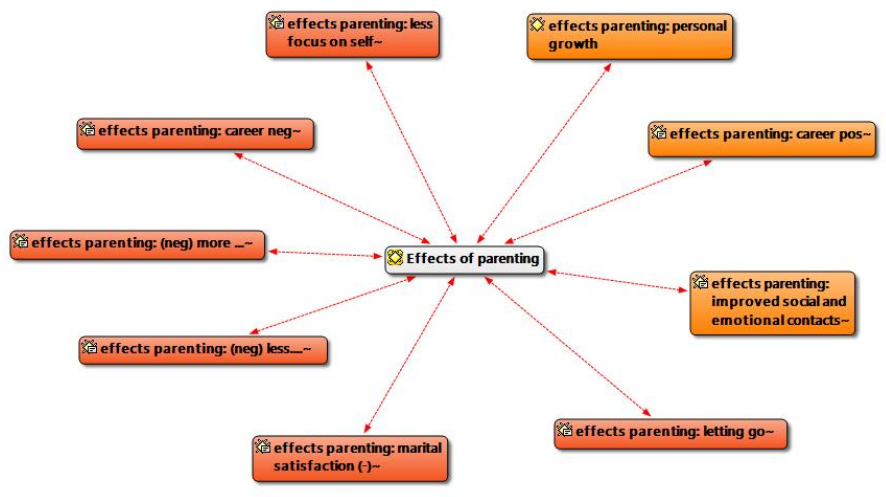 effects parenting: less
focus on self~
effects parenting: personal
growth
effects parenting: career neg~
effects parenting: career pos~
effects parenting: (neg) more ...~
Effects of parenting
effects parenting:
improved social and
emotional contacts~
effects parenting: (neg) less....~
effects parenting: marital
satisfaction (-)~
effects parenting: letting go~